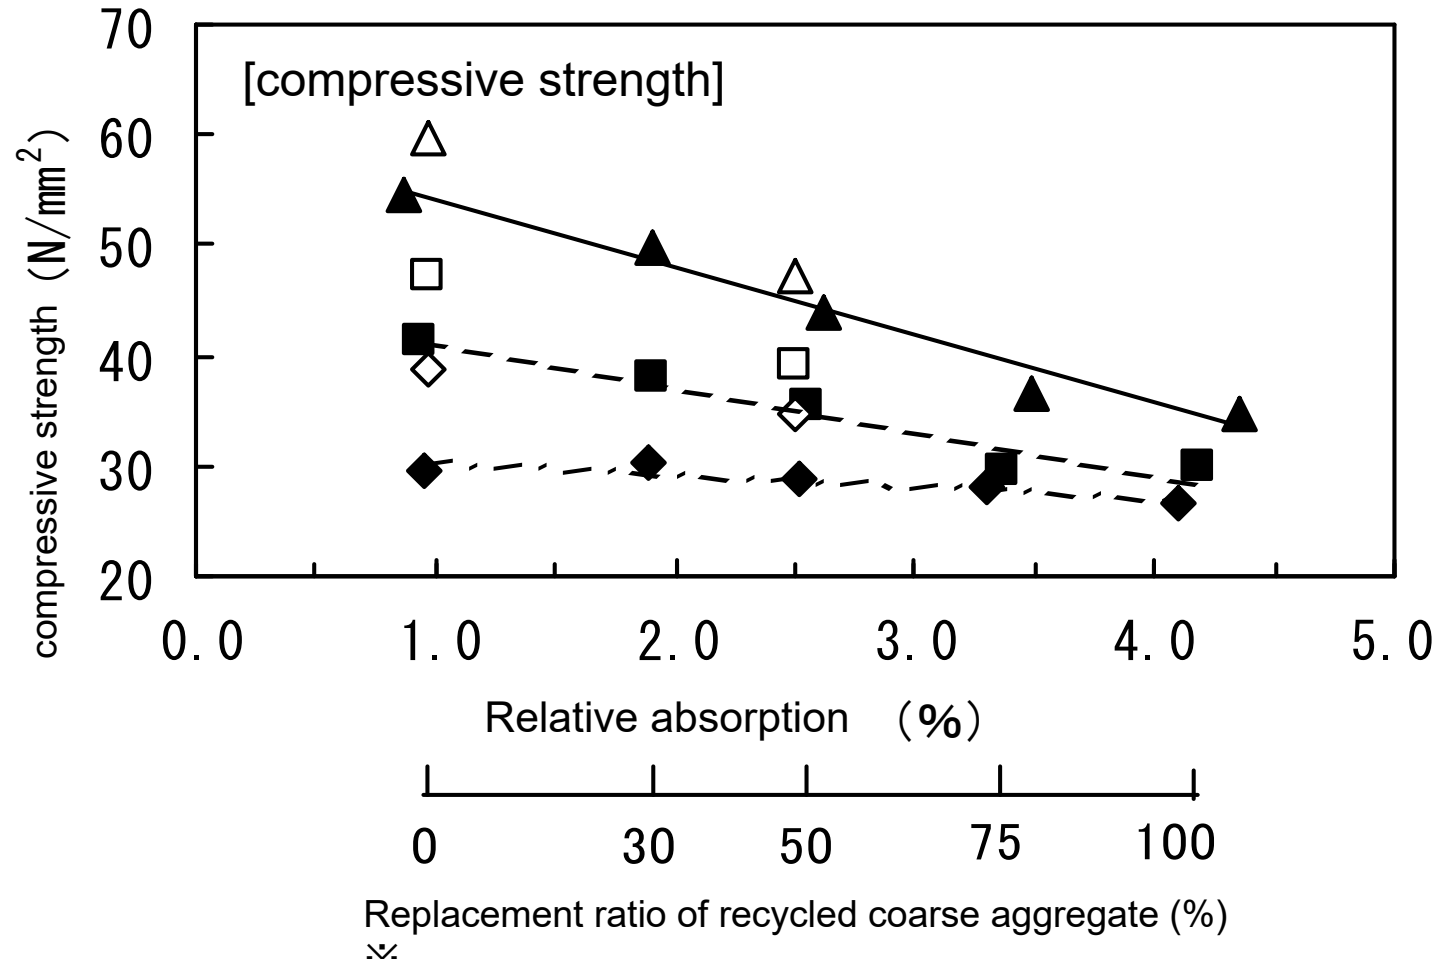 70
[compressive strength]
60
50
40
30
20
compressive strength (N/mm²)
0.0 1.0 2.0 3.0 4.0 5.0
Relative absorption （%）
0 30 50 75 100
Replacement ratio of recycled coarse aggregate (%)
※